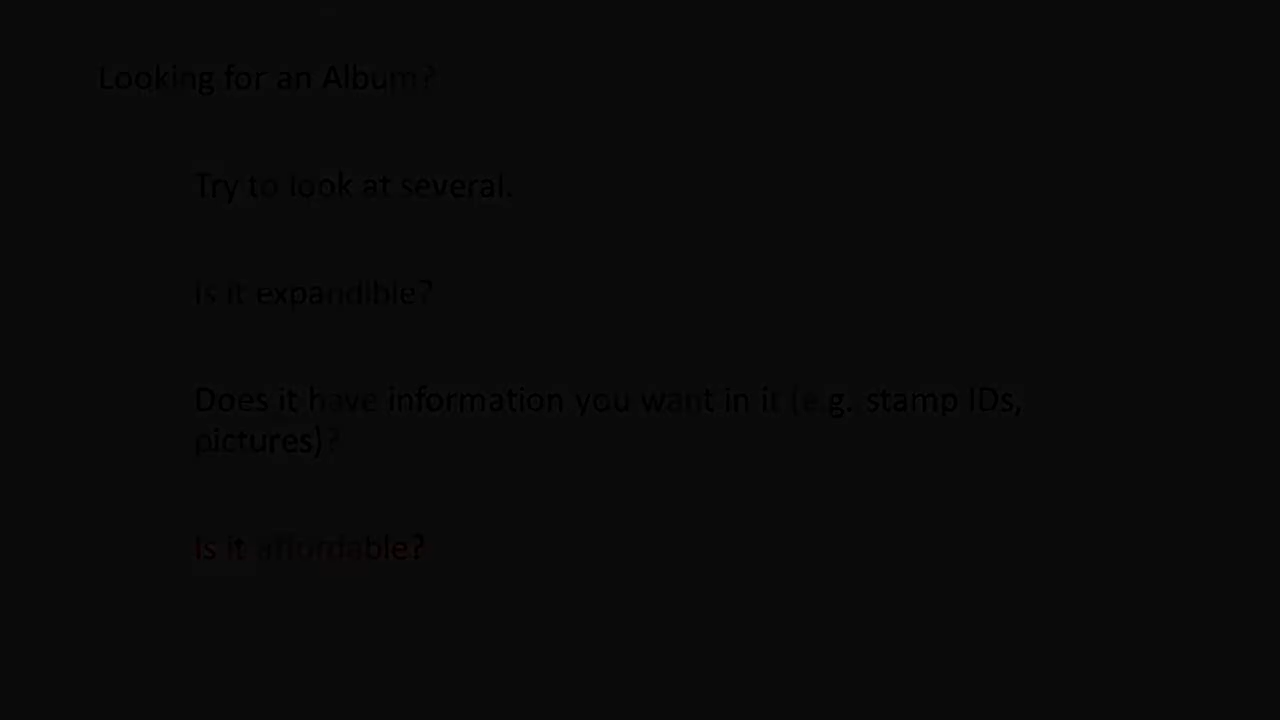 Looking for an Album?
Try to look at several.
Is it expandible?
Does it have information you want in it (e.g. stamp IDs,
pictures)?
Is it affordable?